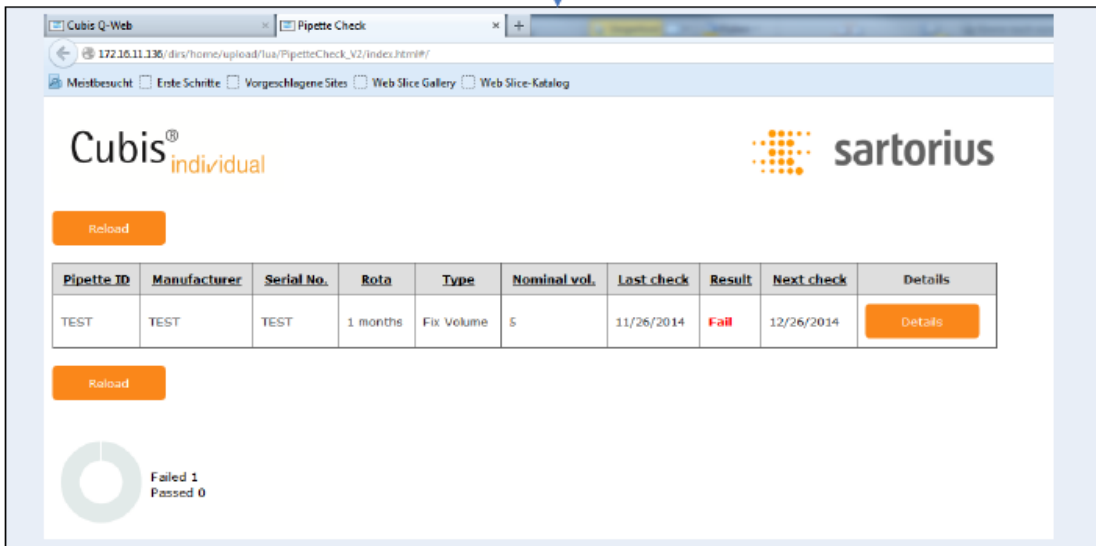 Cubis Q-Web × Pipette Check × +
172.16.11.136/dirs/home/upload/lua/PipetteCheck_V2/index.html#/
Meistbesucht Erste Schritte Vorgeschlagene Sites Web Slice Gallery Web Slice-Katalog
Cubis® individual
sartorius
Reload
Pipette ID Manufacturer Serial No. Rota Type Nominal vol. Last check Result Next check Details
TEST TEST TEST 1 months Fix Volume 5 11/26/2014 Fail 12/26/2014 Details
Reload
Failed 1
Passed 0